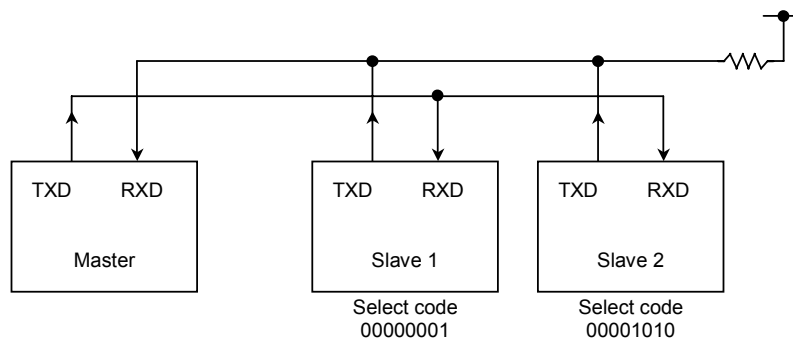 TXD RXD TXD RXD TXD RXD
Master Slave 1 Slave 2
Select code Select code
00000001 00001010